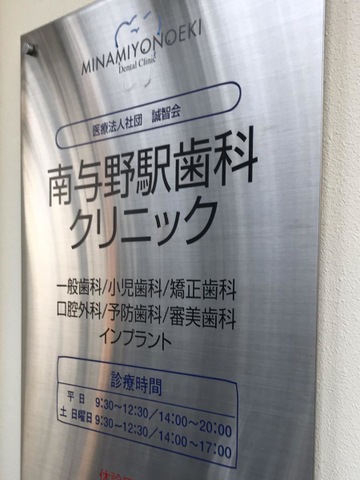 MINAMIYONOEKI
Dental Clinic
医療法人社団 誠智会
南与野駅歯科
クリニック
一般歯科/小児歯科/矯正歯科
口腔外科/予防歯科/審美歯科
インプラント
診療時間
平 日 9:30~12:30/14:00~20:00
土 日曜日 9:30~12:30/14:00~17:00